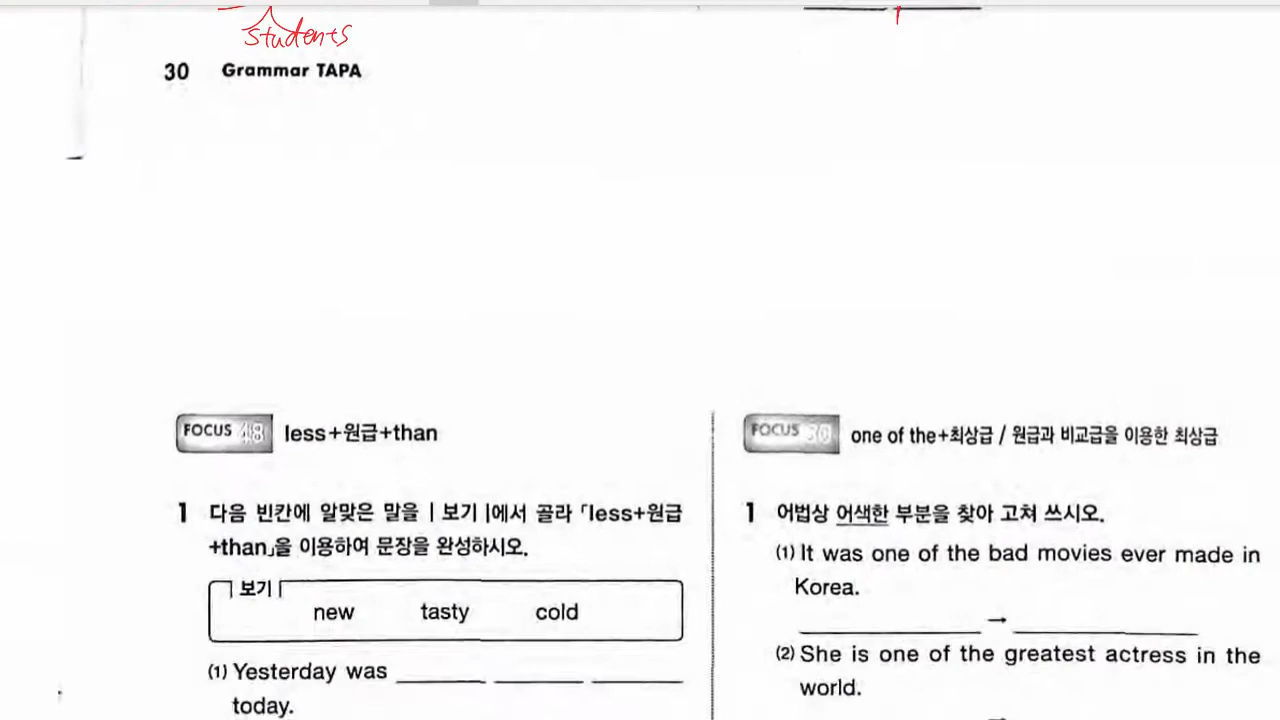 students
30 Grammar TAPA
FOCUS 48 less+원급+than
1 다음 빈칸에 알맞은 말을 | 보기 |에서 골라 「less+원급
+than」을 이용하여 문장을 완성하시오.
| 보기 |
new tasty cold
(1) Yesterday was
today.
FOCUS 50 one of the+최상급 / 원급과 비교급을 이용한 최상급
1 어법상 어색한 부분을 찾아 고쳐 쓰시오.
(1) It was one of the bad movies ever made in
Korea.
→
(2) She is one of the greatest actress in the
world.
→